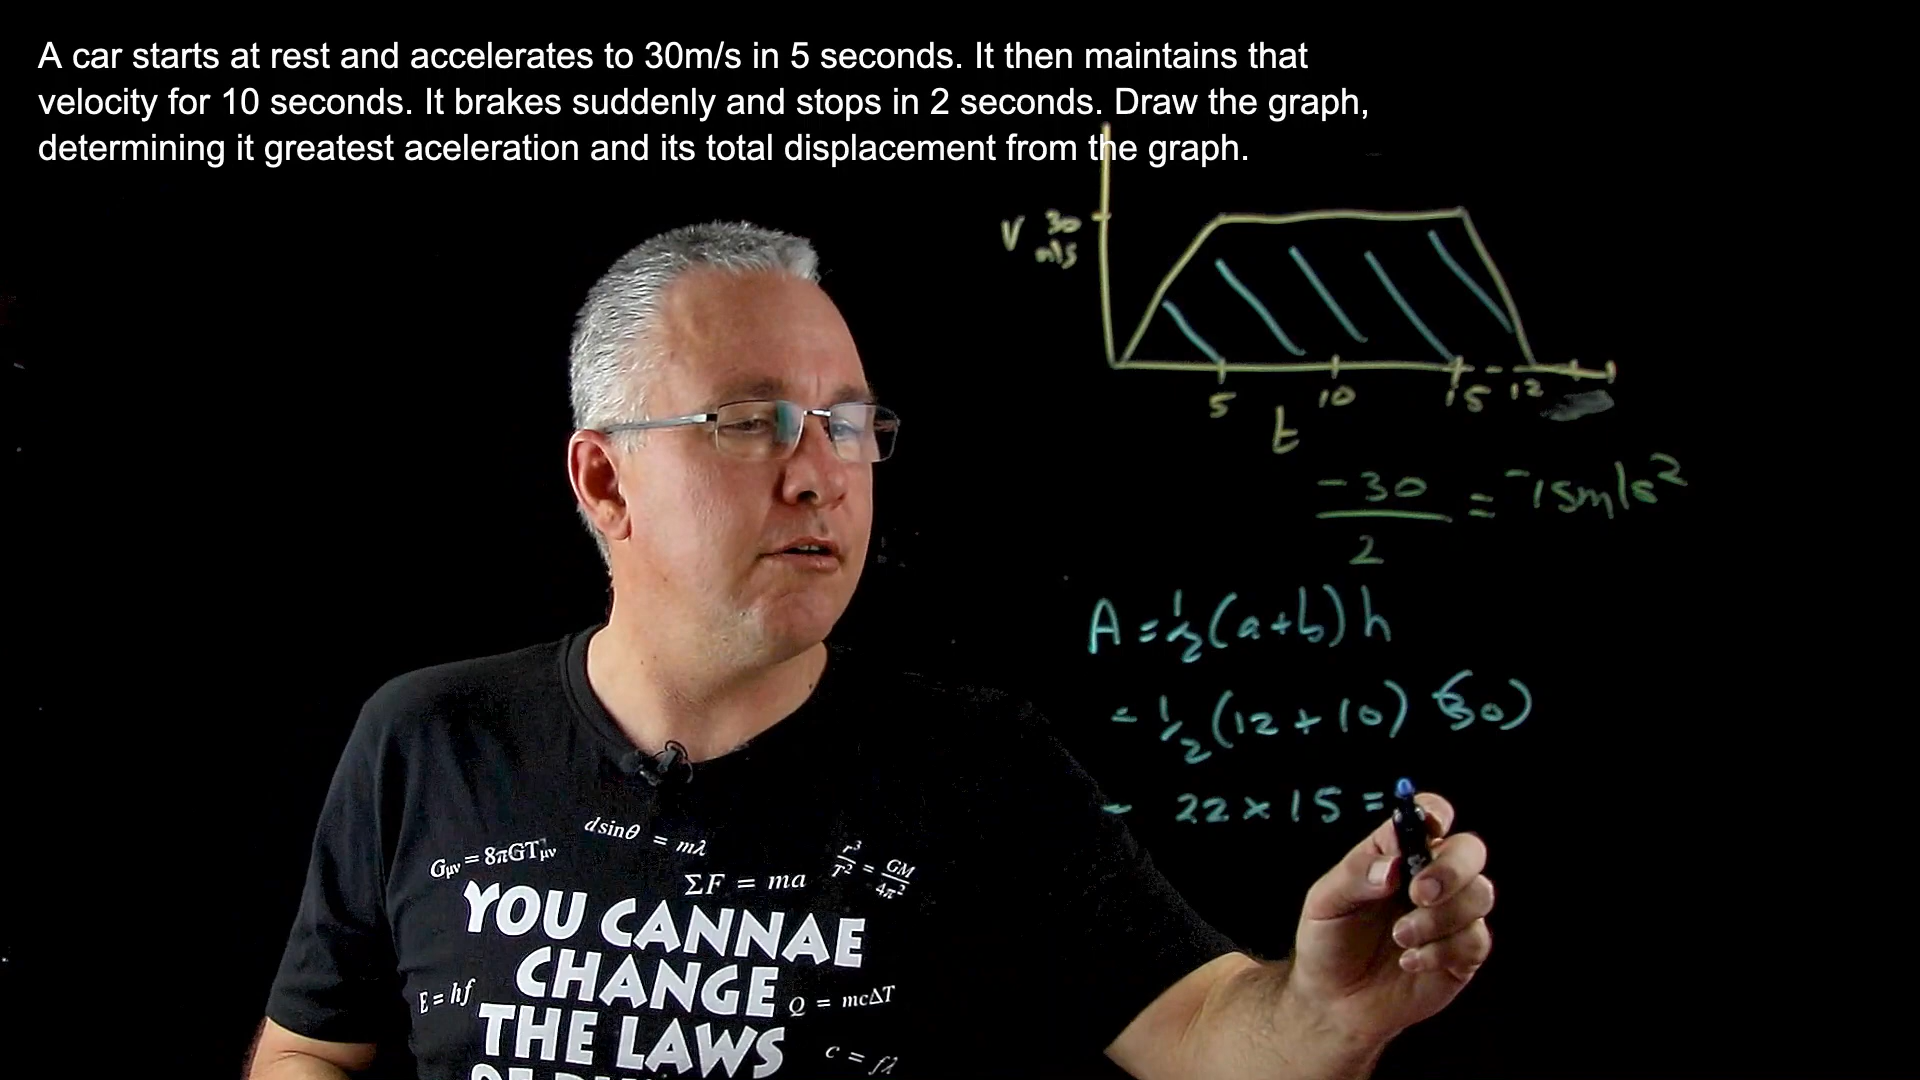 A car starts at rest and accelerates to 30m/s in 5 seconds. It then maintains that
velocity for 10 seconds. It brakes suddenly and stops in 2 seconds. Draw the graph,
determining it greatest aceleration and its total displacement from the graph.
V 30
m/s
5 10 15 12
t
-30 / 2 = -15m/s²
A = ½(a+b)h
= ½(12+10)(30)
= 22×15=
dsinθ = mλ
Gμν = 8πGTμν
ΣF = ma
r³/T² = GM/4π²
YOU CANNAE
CHANGE
E = hf
Q = mcΔT
THE LAWS
c = fλ